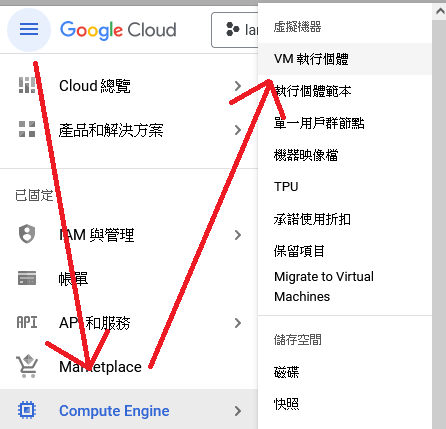 Google Cloud
lan
Cloud 總覽
產品和解決方案
已固定
IAM 與管理
帳單
API API 和服務
Marketplace
Compute Engine
虛擬機器
VM 執行個體
執行個體範本
單一用戶群節點
機器映像檔
TPU
承諾使用折扣
保留項目
Migrate to Virtual
Machines
儲存空間
磁碟
快照